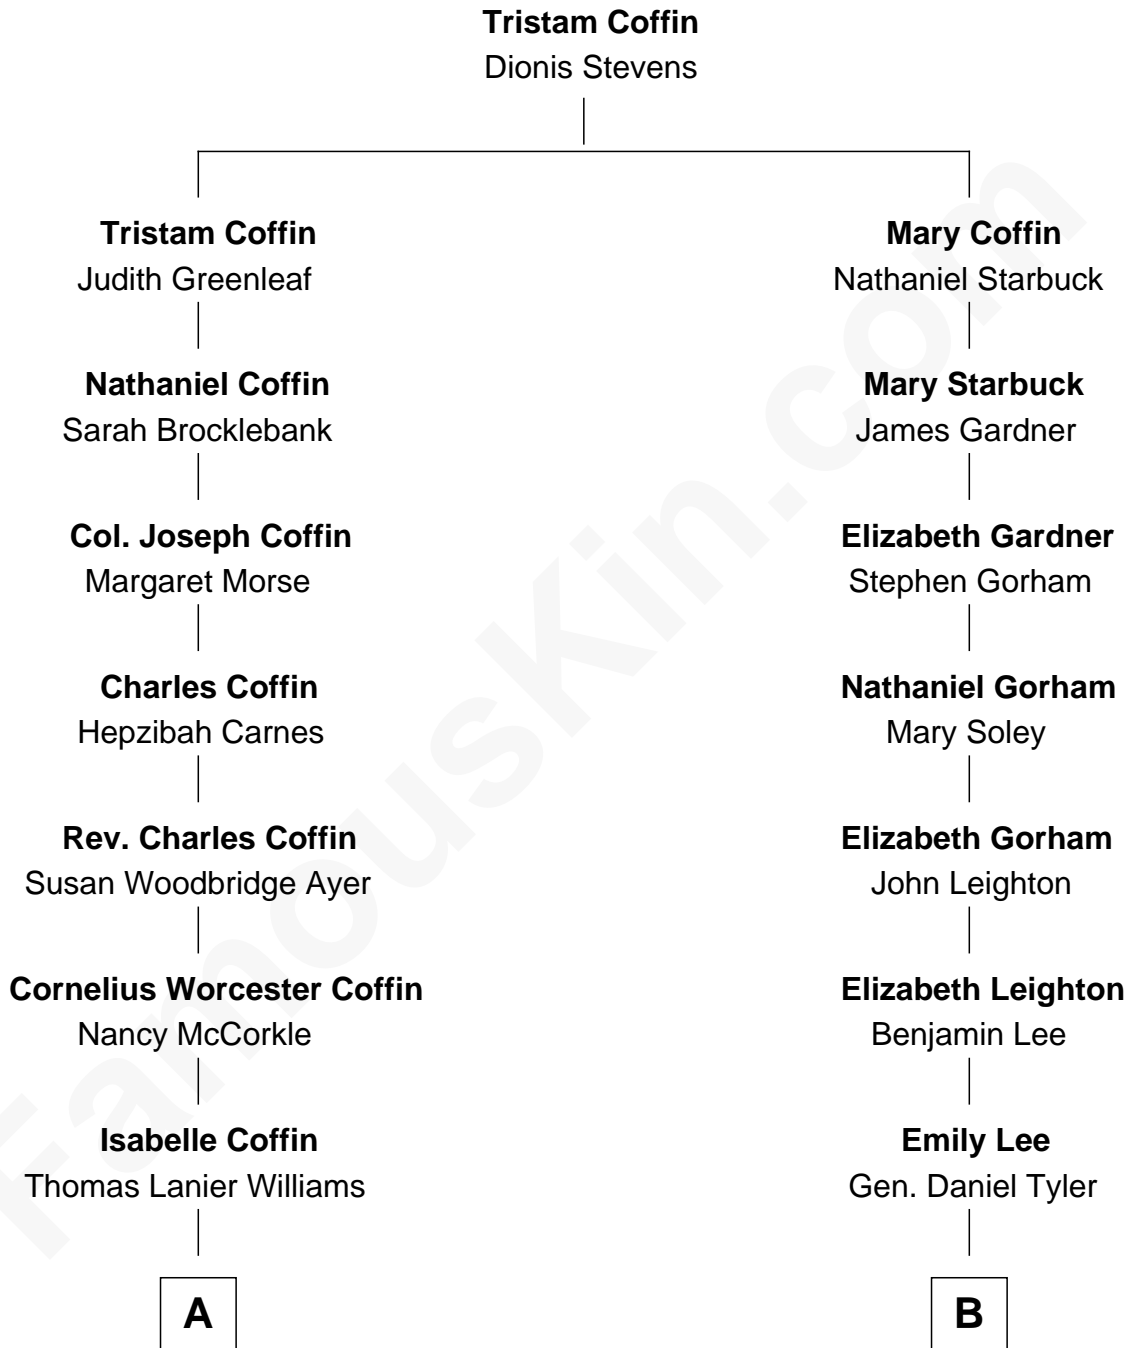 Tristam Coffin
Dionis Stevens
Tristam Coffin
Judith Greenleaf
Mary Coffin
Nathaniel Starbuck
Nathaniel Coffin
Sarah Brocklebank
Mary Starbuck
James Gardner
Col. Joseph Coffin
Margaret Morse
Elizabeth Gardner
Stephen Gorham
Charles Coffin
Hepzibah Carnes
Nathaniel Gorham
Mary Soley
Rev. Charles Coffin
Susan Woodbridge Ayer
Elizabeth Gorham
John Leighton
Cornelius Worcester Coffin
Nancy McCorkle
Elizabeth Leighton
Benjamin Lee
Isabelle Coffin
Thomas Lanier Williams
Emily Lee
Gen. Daniel Tyler
A
B
FamousKin.com